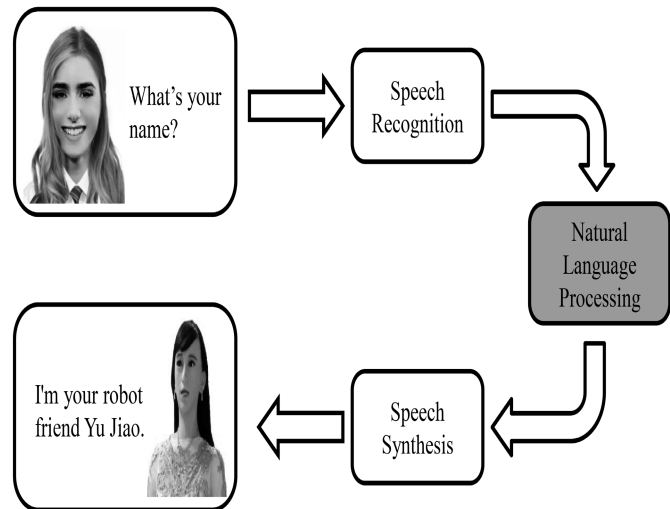 What's your
name?
Speech
Recognition
Natural
Language
Processing
Speech
Synthesis
I'm your robot
friend Yu Jiao.